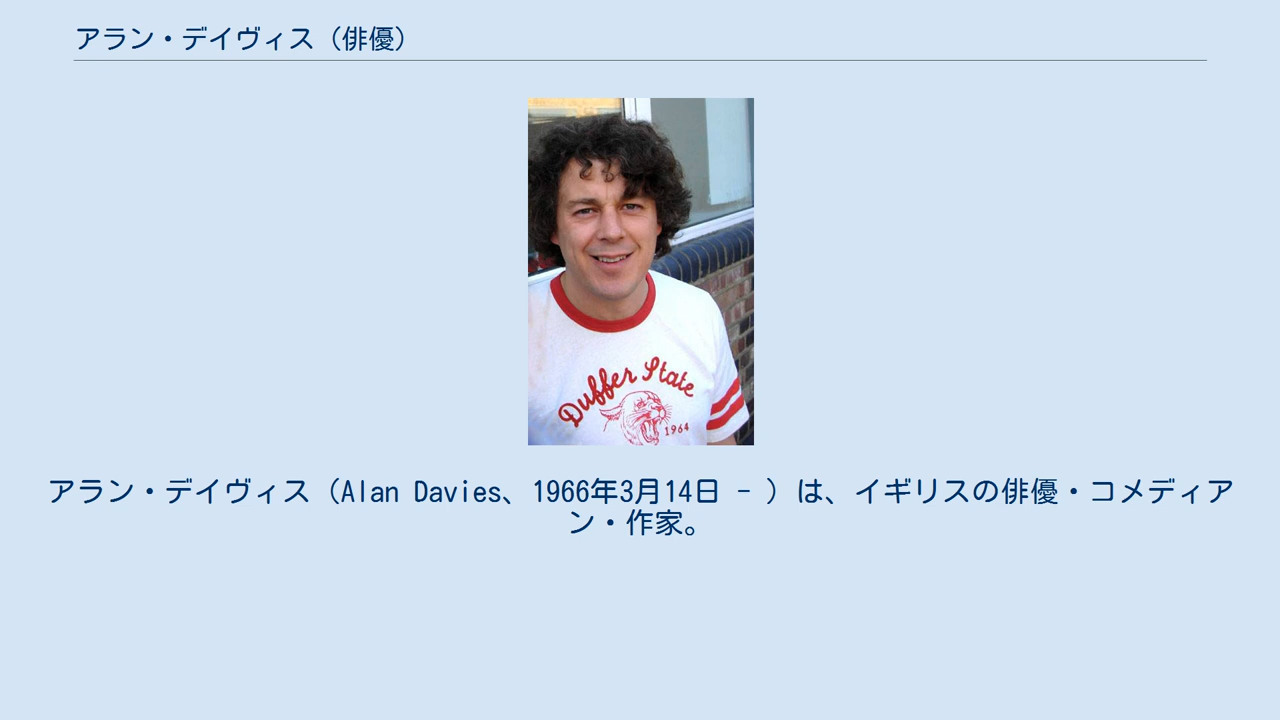 アラン・デイヴィス（俳優）
Duffer State
1964
アラン・デイヴィス（Alan Davies、1966年3月14日 - ）は、イギリスの俳優・コメディア
ン・作家。